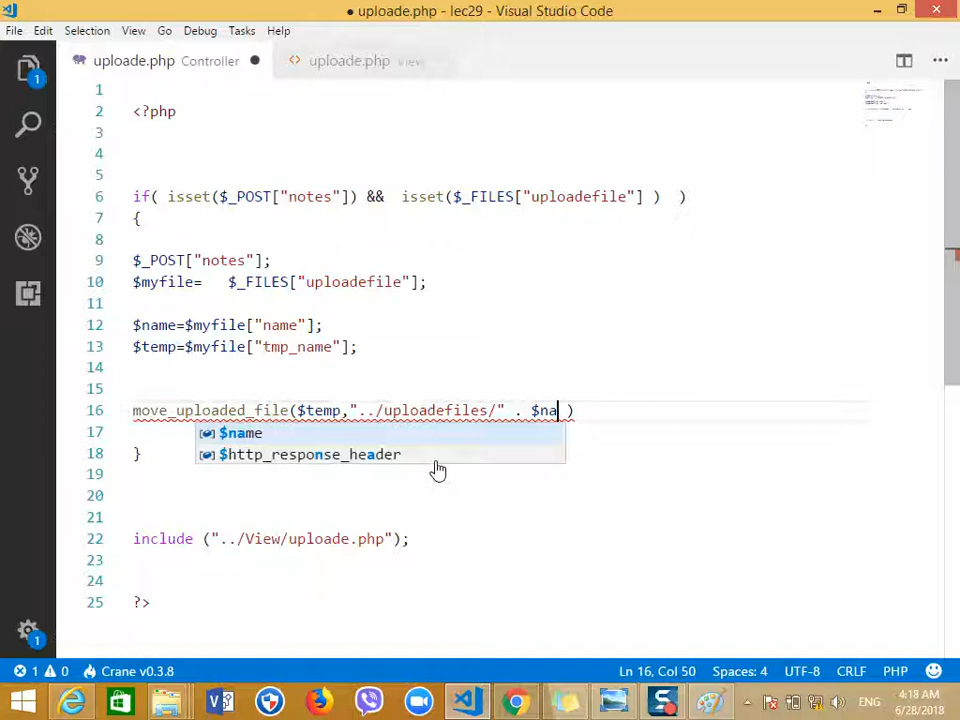 ● uploade.php - lec29 - Visual Studio Code
File Edit Selection View Go Debug Tasks Help
uploade.php Controller ● uploade.php View
1
1
2 <?php
3
4
5
6 if( isset($_POST["notes"]) && isset($_FILES["uploadefile"] ) )
7 {
8
9 $_POST["notes"];
10 $myfile= $_FILES["uploadefile"];
11
12 $name=$myfile["name"];
13 $temp=$myfile["tmp_name"];
14
15
16 move_uploaded_file($temp,"../uploadefiles/" . $na )
17 $name
$http_response_header
18 }
19
20
21
22 include ("../View/uploade.php");
23
24
25 ?>
1
1 0 Crane v0.3.8 Ln 16, Col 50 Spaces: 4 UTF-8 CRLF PHP
ENG 4:18 AM
6/28/2018